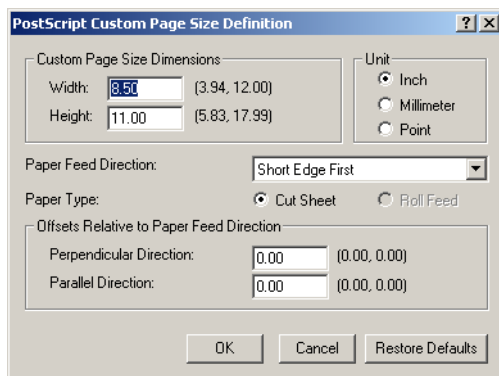 PostScript Custom Page Size Definition
Custom Page Size Dimensions
Width: 8.50 (3.94, 12.00)
Height: 11.00 (5.83, 17.99)
Unit
Inch
Millimeter
Point
Paper Feed Direction: Short Edge First
Paper Type: Cut Sheet Roll Feed
Offsets Relative to Paper Feed Direction
Perpendicular Direction: 0.00 (0.00, 0.00)
Parallel Direction: 0.00 (0.00, 0.00)
OK Cancel Restore Defaults